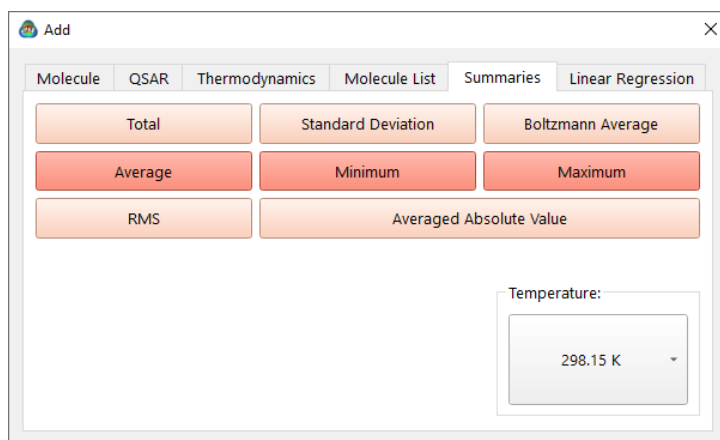 Add
Molecule QSAR Thermodynamics Molecule List Summaries Linear Regression
Total Standard Deviation Boltzmann Average
Average Minimum Maximum
RMS Averaged Absolute Value
Temperature:
298.15 K